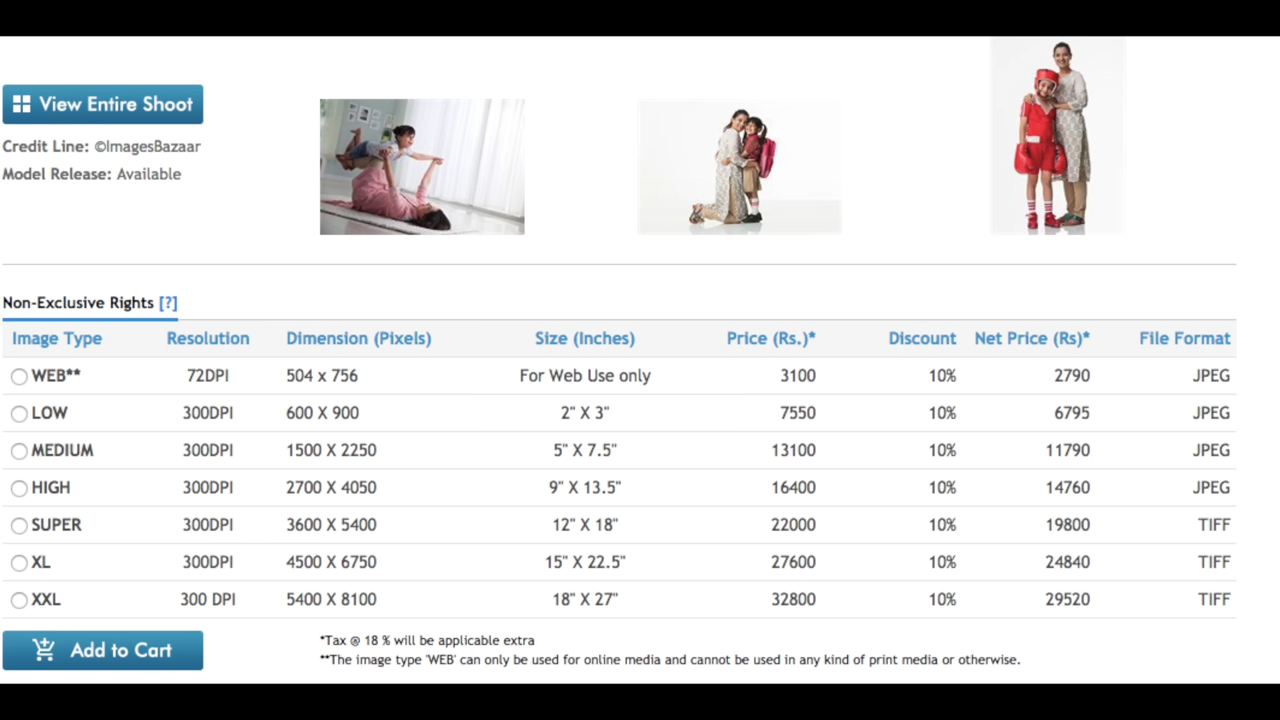 View Entire Shoot
Credit Line: ©ImagesBazaar
Model Release: Available
Non-Exclusive Rights [?]
Image Type Resolution Dimension (Pixels) Size (Inches) Price (Rs.)* Discount Net Price (Rs)* File Format
WEB** 72DPI 504 x 756 For Web Use only 3100 10% 2790 JPEG
LOW 300DPI 600 X 900 2" X 3" 7550 10% 6795 JPEG
MEDIUM 300DPI 1500 X 2250 5" X 7.5" 13100 10% 11790 JPEG
HIGH 300DPI 2700 X 4050 9" X 13.5" 16400 10% 14760 JPEG
SUPER 300DPI 3600 X 5400 12" X 18" 22000 10% 19800 TIFF
XL 300DPI 4500 X 6750 15" X 22.5" 27600 10% 24840 TIFF
XXL 300 DPI 5400 X 8100 18" X 27" 32800 10% 29520 TIFF
Add to Cart
*Tax @ 18 % will be applicable extra
**The image type 'WEB' can only be used for online media and cannot be used in any kind of print media or otherwise.